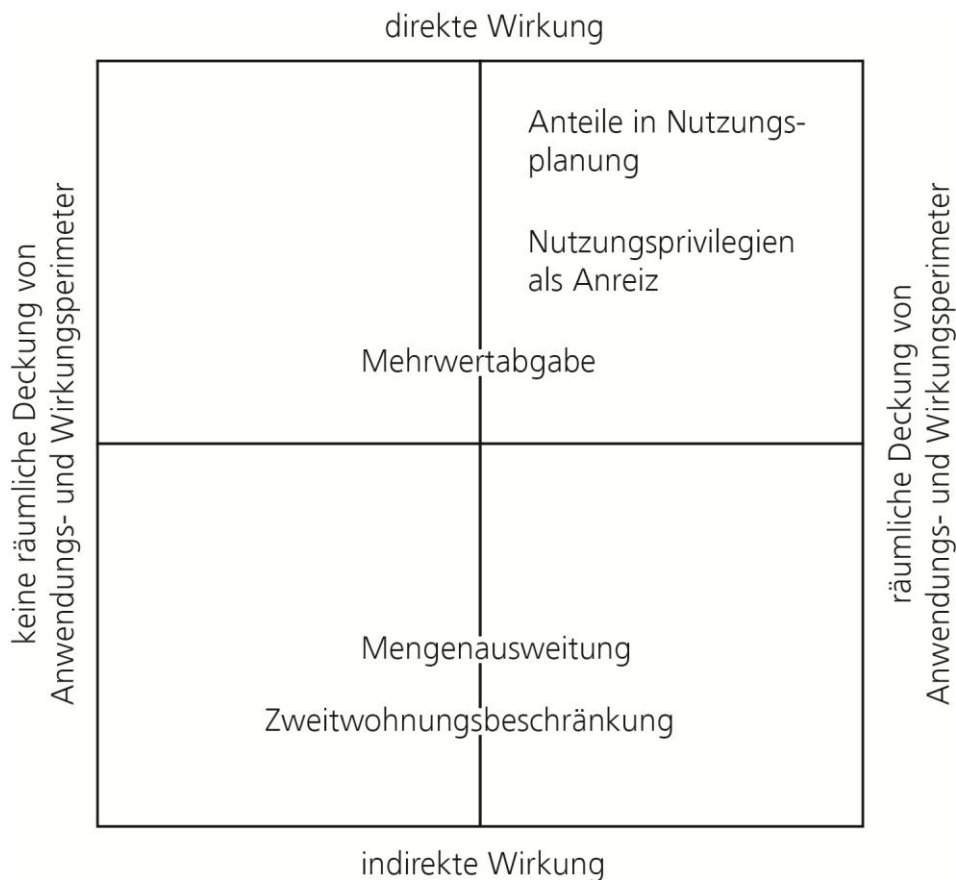 direkte Wirkung
Anteile in Nutzungs-
planung
Nutzungsprivilegien
als Anreiz
Mehrwertabgabe
keine räumliche Deckung von
Anwendungs- und Wirkungsperimeter
räumliche Deckung von
Anwendungs- und Wirkungsperimeter
Mengenausweitung
Zweitwohnungsbeschränkung
indirekte Wirkung